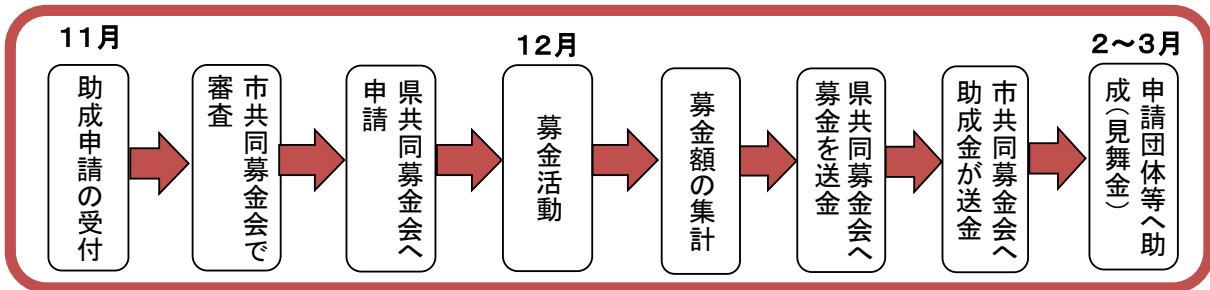 11月
助成申請の受付
市共同募金会で
審査
県共同募金会へ
申請
12月
募金活動
募金額の集計
県共同募金会へ
募金を送金
市共同募金会へ
助成金が送金
2～3月
申請団体等へ助
成(見舞金)